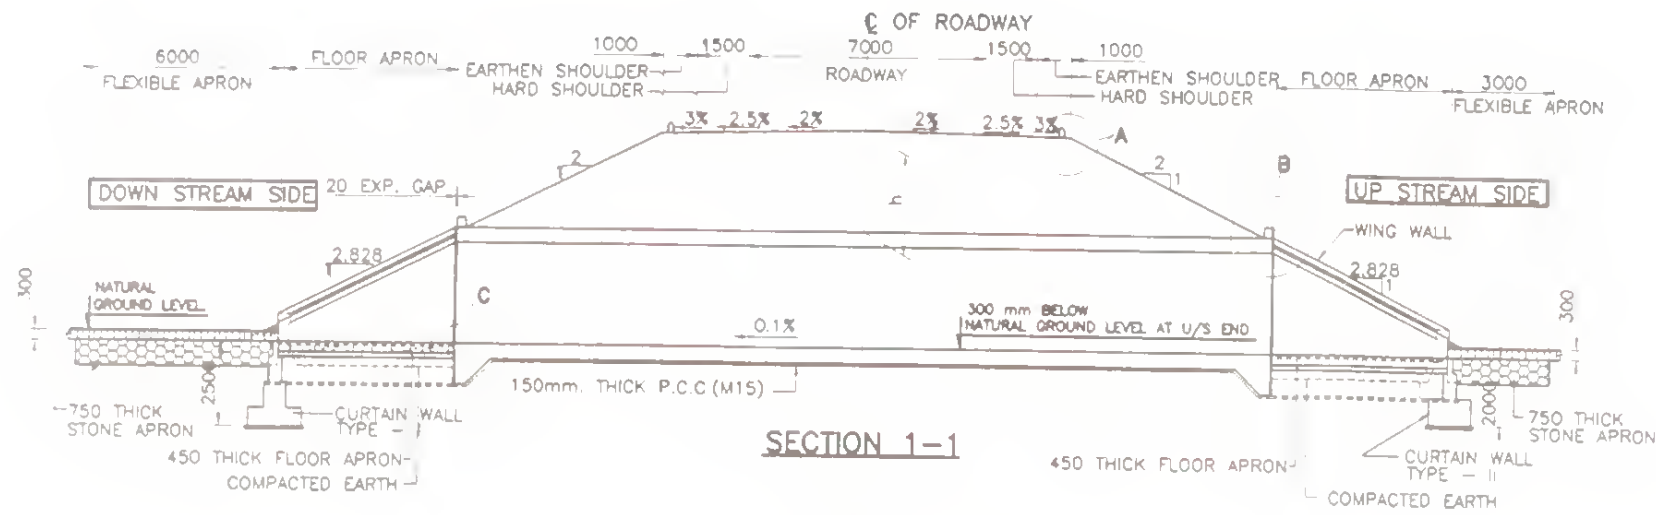 ℄ OF ROADWAY
6000
FLEXIBLE APRON
FLOOR APRON
1000
1500
7000
ROADWAY
1500
1000
EARTHEN SHOULDER
HARD SHOULDER
EARTHEN SHOULDER
HARD SHOULDER
FLOOR APRON
3000
FLEXIBLE APRON
3%
2.5%
2%
2%
2.5%
3%
A
2
2
1
B
DOWN STREAM SIDE
20 EXP. GAP
UP STREAM SIDE
WING WALL
2.828
2.828
1
300
NATURAL
GROUND LEVEL
C
0.1%
300 mm BELOW
NATURAL GROUND LEVEL AT U/S END
300
2500
150mm. THICK P.C.C (M15)
2000
750 THICK
STONE APRON
CURTAIN WALL
TYPE -
450 THICK FLOOR APRON
COMPACTED EARTH
SECTION 1-1
450 THICK FLOOR APRON
750 THICK
STONE APRON
CURTAIN WALL
TYPE - II
COMPACTED EARTH